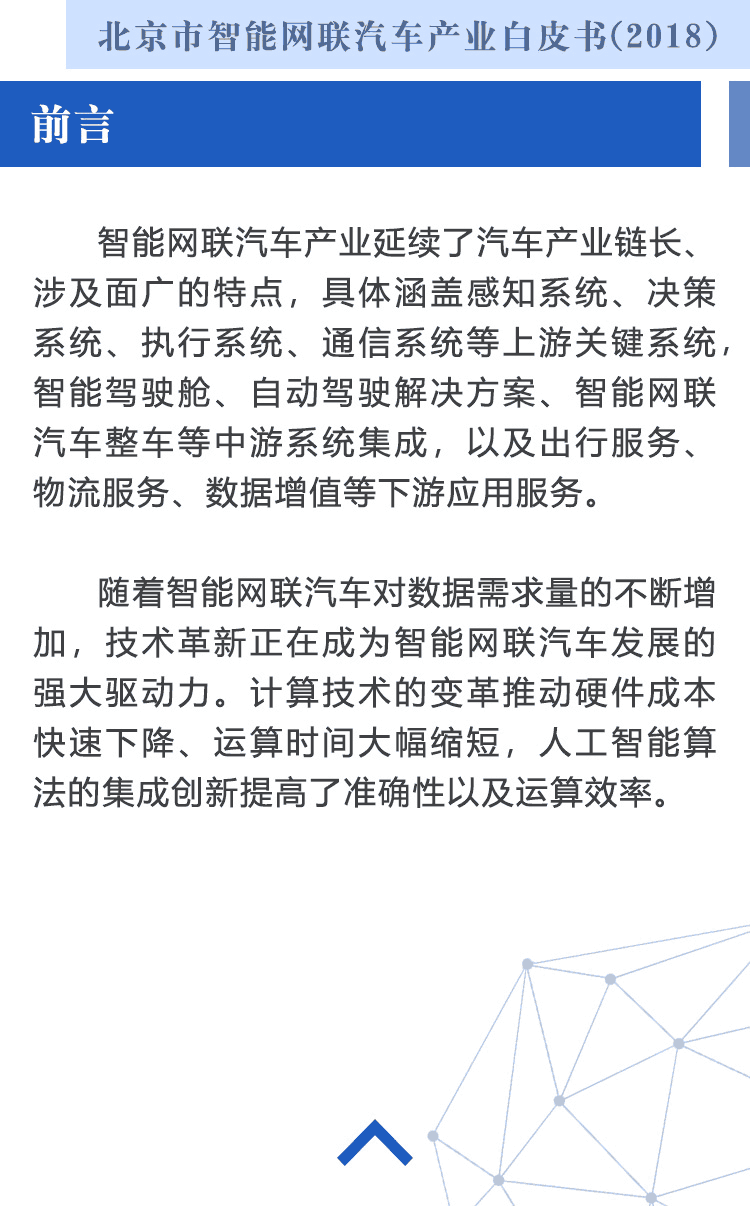 北京市智能网联汽车产业白皮书(2018)
前言
智能网联汽车产业延续了汽车产业链长、
涉及面广的特点，具体涵盖感知系统、决策
系统、执行系统、通信系统等上游关键系统，
智能驾驶舱、自动驾驶解决方案、智能网联
汽车整车等中游系统集成，以及出行服务、
物流服务、数据增值等下游应用服务。
随着智能网联汽车对数据需求量的不断增
加，技术革新正在成为智能网联汽车发展的
强大驱动力。计算技术的变革推动硬件成本
快速下降、运算时间大幅缩短，人工智能算
法的集成创新提高了准确性以及运算效率。